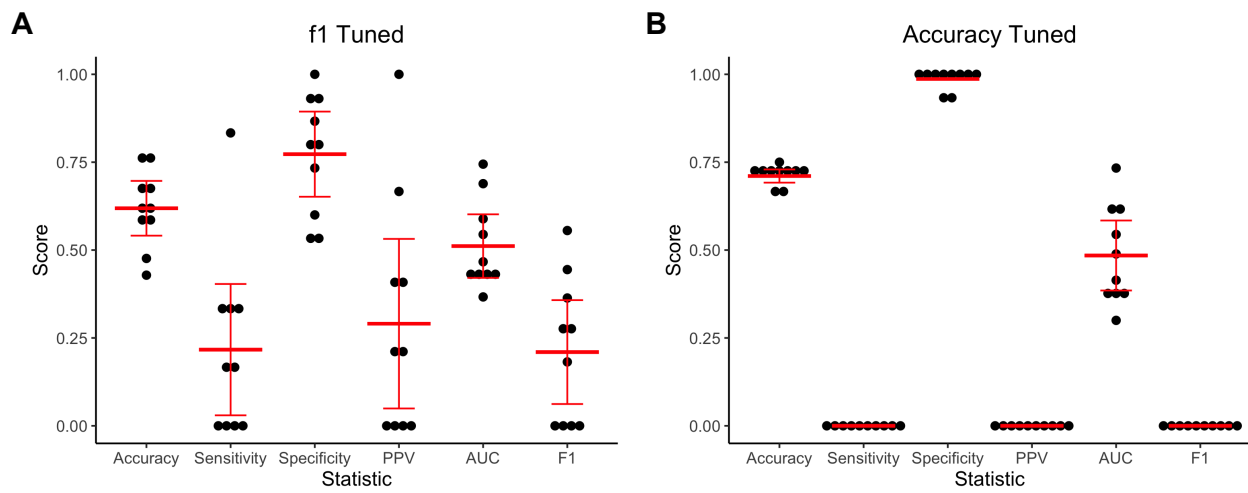 A
f1 Tuned
Score
1.00
0.75
0.50
0.25
0.00
Accuracy Sensitivity Specificity PPV AUC F1
Statistic
B
Accuracy Tuned
Score
1.00
0.75
0.50
0.25
0.00
Accuracy Sensitivity Specificity PPV AUC F1
Statistic